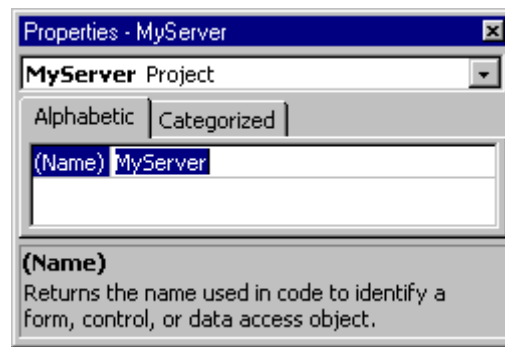 Properties - MyServer
MyServer Project
Alphabetic Categorized
(Name) MyServer
(Name)
Returns the name used in code to identify a
form, control, or data access object.